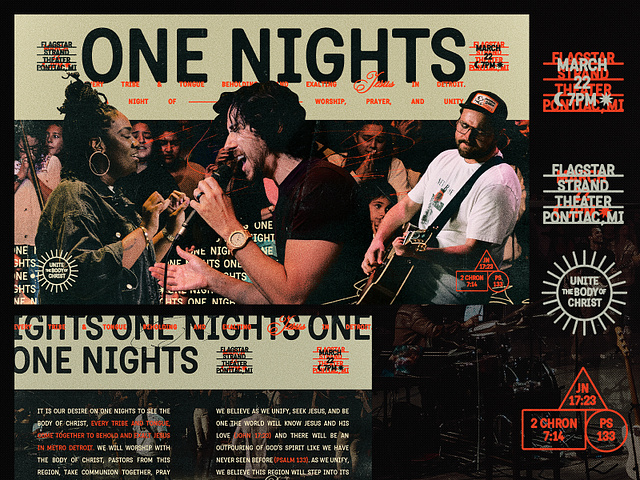 FLAGSTAR
STRAND
THEATER
PONTIAC, MI
ONE NIGHTS
MARCH
22
7PM
EVERY TRIBE & TONGUE BEHOLDING AND EXALTING Jesus IN DETROIT.
NIGHT OF WORSHIP, PRAYER, AND UNITY
MARCH
22
7PM
FLAGSTAR
STRAND
THEATER
PONTIAC, MI
UNITE
THE BODY OF
CHRIST
JN
17:23
2 CHRON
7:14
PS
133
UNITE
THE BODY OF
CHRIST
NIGHTS ONE NIGHTS ONE
ONE NIGHTS
FLAGSTAR
STRAND
THEATER
PONTIAC, MI
MARCH
22
7PM
JN
17:23
2 CHRON
7:14
PS
133
IT IS OUR DESIRE ON ONE NIGHTS TO SEE THE
BODY OF CHRIST, EVERY TRIBE AND TONGUE,
COME TOGETHER TO BEHOLD AND EXALT JESUS
IN METRO DETROIT. WE WILL WORSHIP WITH
THE BODY OF CHRIST, PASTORS FROM THIS
REGION, TAKE COMMUNION TOGETHER, PRAY
WE BELIEVE AS WE UNIFY, SEEK JESUS, AND BE
ONE THE WORLD WILL KNOW JESUS AND HIS
LOVE (JOHN 17:23) AND THERE WILL BE AN
OUTPOURING OF GOD'S SPIRIT LIKE WE HAVE
NEVER SEEN BEFORE (PSALM 133). AS WE UNIFY,
WE BELIEVE THIS REGION WILL STEP INTO ITS